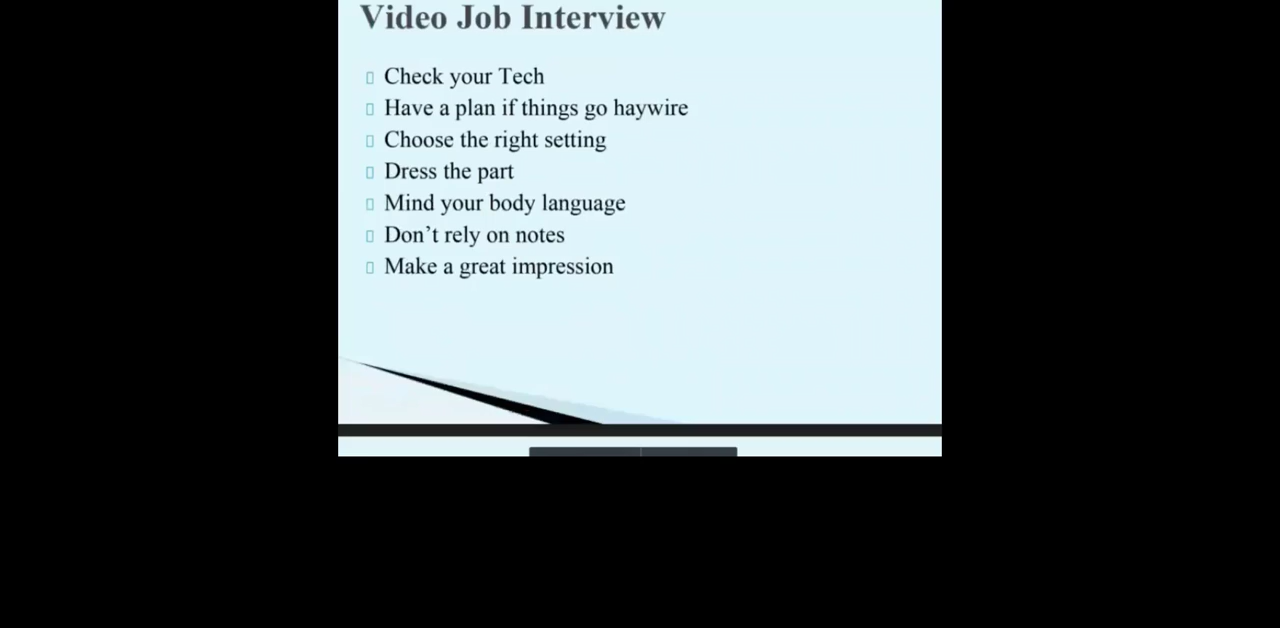 Video Job Interview
Check your Tech
Have a plan if things go haywire
Choose the right setting
Dress the part
Mind your body language
Don’t rely on notes
Make a great impression